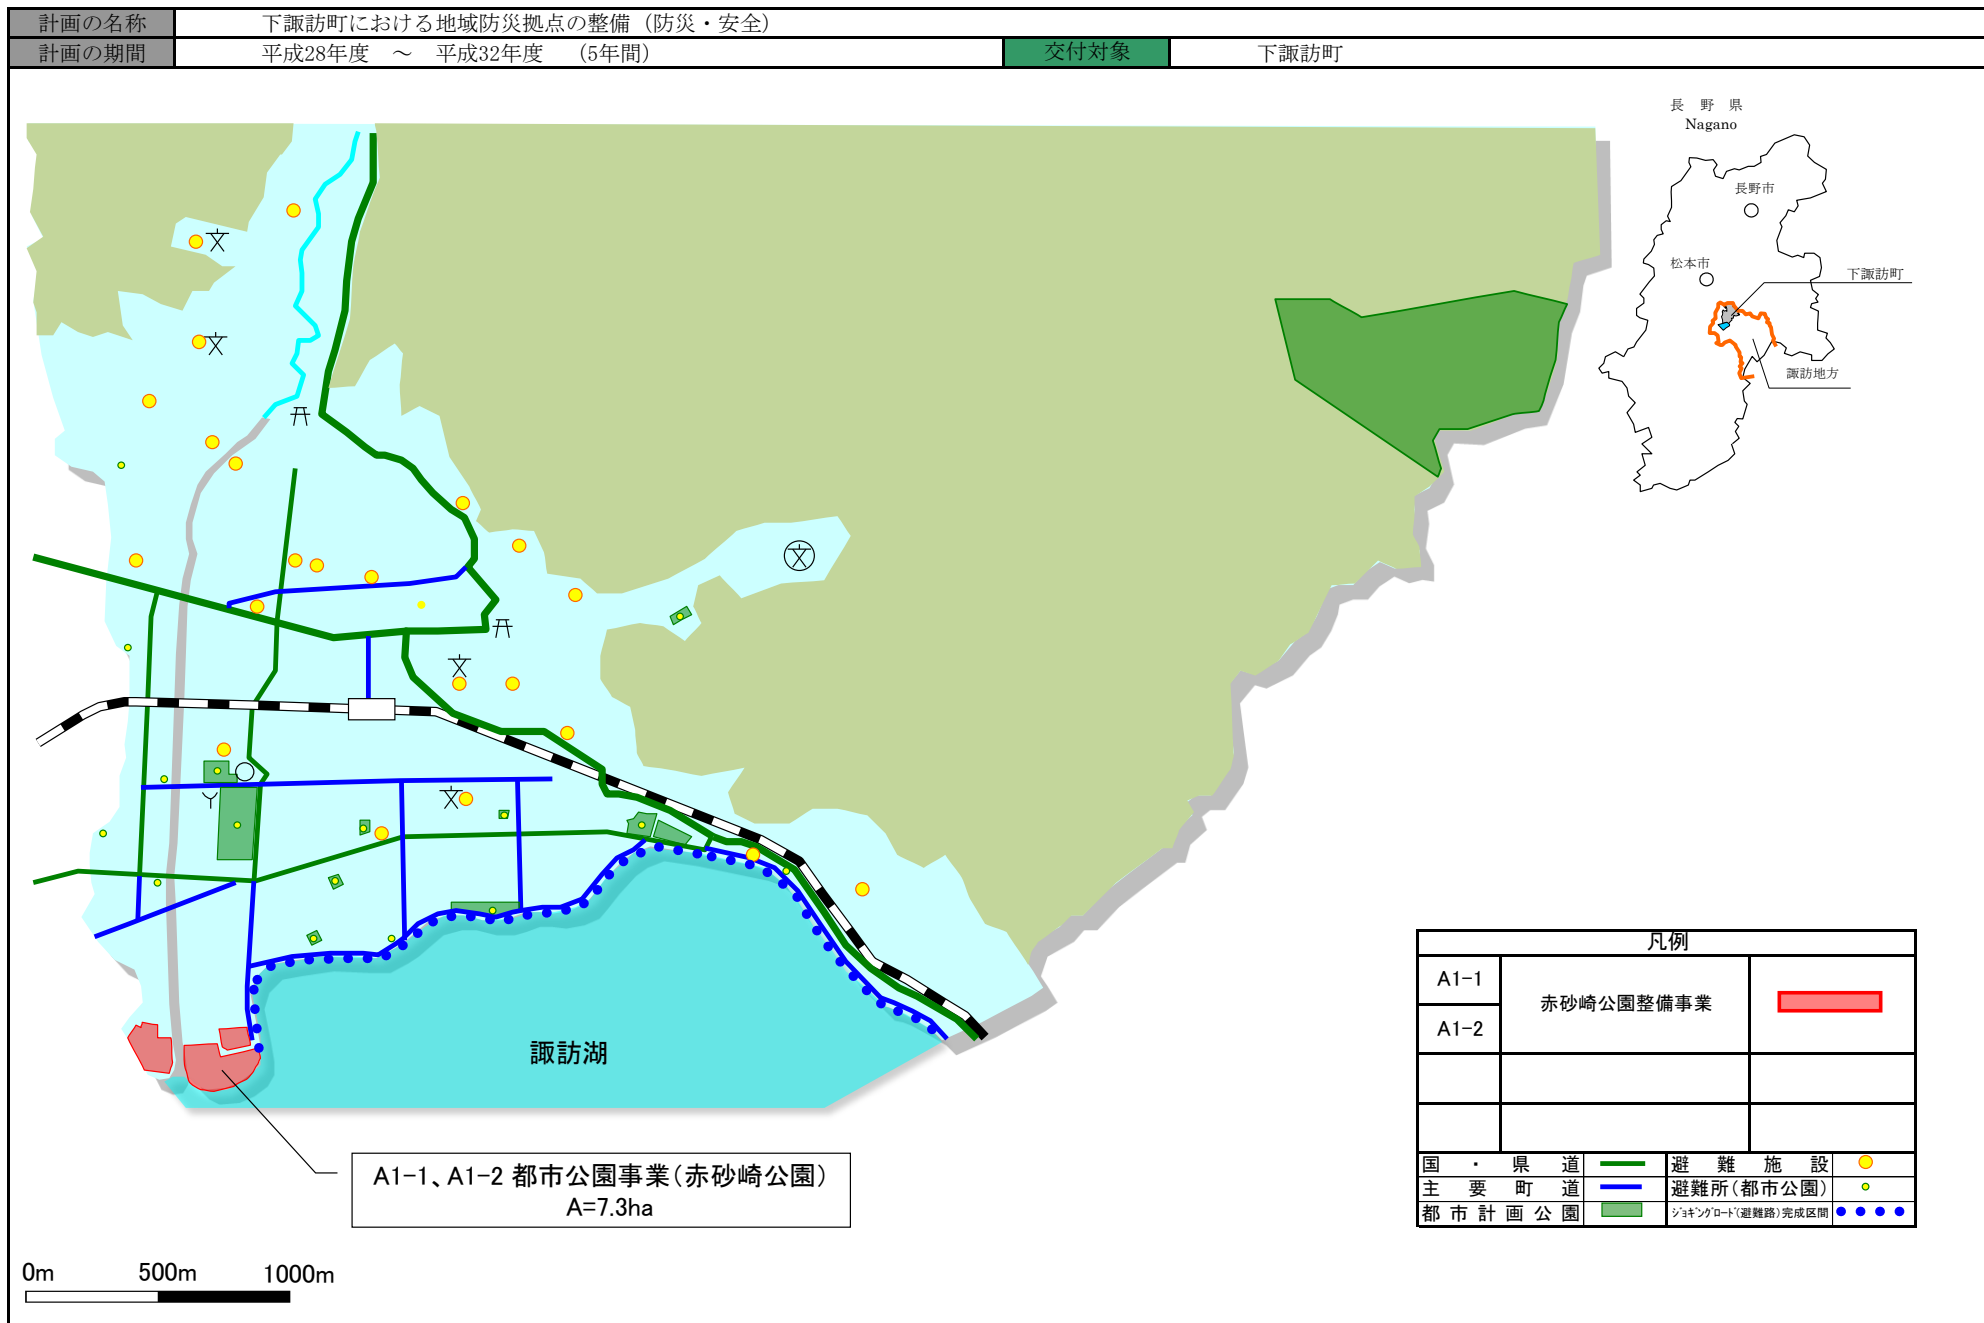 計画の名称 下諏訪町における地域防災拠点の整備（防災・安全）
計画の期間 平成28年度 ～ 平成32年度 （5年間） 交付対象 下諏訪町
長 野 県
Nagano
長野市
松本市
下諏訪町
諏訪地方
文
文
文
文
文
諏訪湖
A1-1、A1-2 都市公園事業（赤砂崎公園）
A=7.3ha
0m 500m 1000m
凡例
A1-1
赤砂崎公園整備事業
A1-2
国・県道 避難施設
主要町道 避難所（都市公園）
都市計画公園 ｼﾞｮｷﾞﾝｸﾞﾛｰﾄﾞ（避難路）完成区間